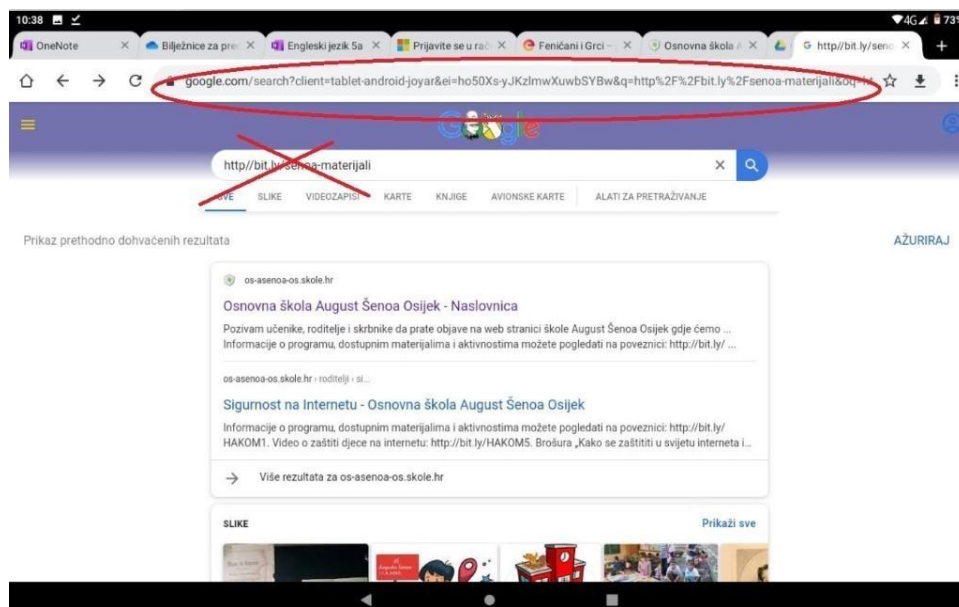 10:38
4G 73%
OneNote
Bilježnice za pre
Engleski jezik 5a
Prijavite se u rač
Feničani i Grci -
Osnovna škola A
http//bit.ly/seno
google.com/search?client=tablet-android-joyar&ei=ho50Xs-yJKzlmwXuwbSYBw&q=http%2F%2Fbit.ly%2Fsenoa-materijali&oq=ht
Google
http//bit.ly/senoa-materijali
SVE SLIKE VIDEOZAPISI KARTE KNJIGE AVIONSKE KARTE ALATI ZA PRETRAŽIVANJE
Prikaz prethodno dohvaćenih rezultata
AŽURIRAJ
os-asenoa-os.skole.hr
Osnovna škola August Šenoa Osijek - Naslovnica
Pozivam učenike, roditelje i skrbnike da prate objave na web stranici škole August Šenoa Osijek gdje ćemo ...
Informacije o programu, dostupnim materijalima i aktivnostima možete pogledati na poveznici: http://bit.ly/ ...
os-asenoa-os.skole.hr › roditelji › si...
Sigurnost na Internetu - Osnovna škola August Šenoa Osijek
Informacije o programu, dostupnim materijalima i aktivnostima možete pogledati na poveznici: http://bit.ly/
HAKOM1. Video o zaštiti djece na internetu: http://bit.ly/HAKOM5. Brošura „Kako se zaštititi u svijetu interneta i...
Više rezultata za os-asenoa-os.skole.hr
SLIKE
Prikaži sve